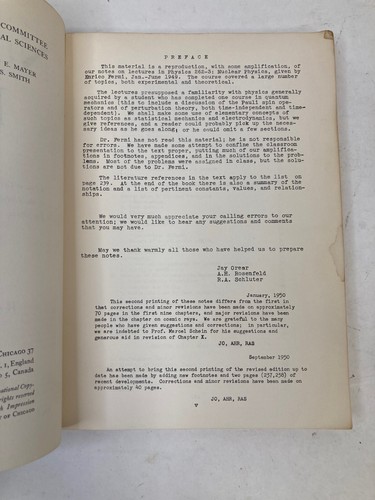 COMMITTEE
AL SCIENCES
E. MAYER
S. SMITH
CHICAGO 37
. 1, England
o 5, Canada
national Copy-
ights reserved
h Impression
Y OF CHICAGO
PREFACE
This material is a reproduction, with some amplification, of
our notes on lectures in Physics 262-3: Nuclear Physics, given by
Enrico Fermi, Jan.-June 1949. The course covered a large number
of topics, both experimental and theoretical.
The lectures presupposed a familiarity with physics generally
acquired by a student who has completed one course in quantum
mechanics (this to include a discussion of the Pauli spin ope-
rators and of perturbation theory, both time-independent and time-
dependent). We shall make some use of elementary concepts of
such topics as statistical mechanics and electrodynamics, but we
give references, and a reader could probably pick up the neces-
sary ideas as he goes along; or he could omit a few sections.
Dr. Fermi has not read this material; he is not responsible
for errors. We have made some attempt to confine the classroom
presentation to the text proper, putting much of our amplifica-
tions in footnotes, appendices, and in the solutions to the prob-
lems. Most of the problems were assigned in class, but the solu-
tions are not due to Dr. Fermi.
The literature references in the text apply to the list on
page 239. At the end of the book there is also a summary of the
notation and a list of pertinent constants, values, and relation-
ships.
We would very much appreciate your calling errors to our
attention; we would like to hear any suggestions and comments
that you may have.
May we thank warmly all those who have helped us to prepare
these notes.
Jay Orear
A.H. Rosenfeld
R.A. Schluter
January, 1950
This second printing of these notes differs from the first in
that corrections and minor revisions have been made on approximately
70 pages in the first nine chapters, and major revisions have been
made in the chapter on cosmic rays. We are grateful to the many
people who have given suggestions and corrections; in particular,
we are indebted to Prof. Marcel Schein for his suggestions and
generous aid in revision of Chapter X.
JO, AHR, RAS
September 1950
An attempt to bring this second printing of the revised edition up to
date has been made by adding new footnotes and two pages (237,238) of
recent developments. Corrections and minor revisions have been made on
approximately 40 pages.
JO, AHR, RAS
v